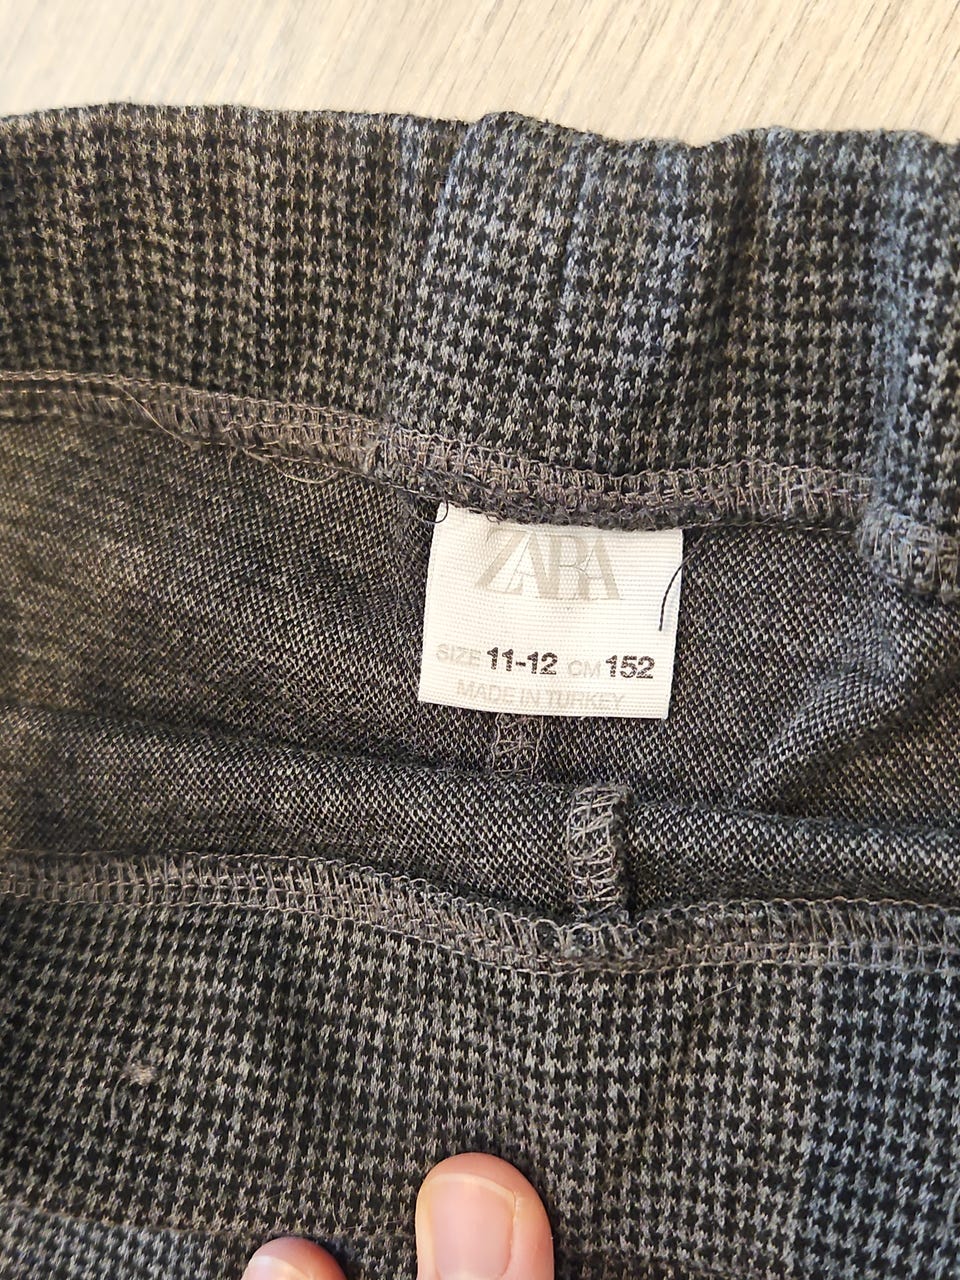 ZARA
SIZE 11-12 CM 152
MADE IN TURKEY